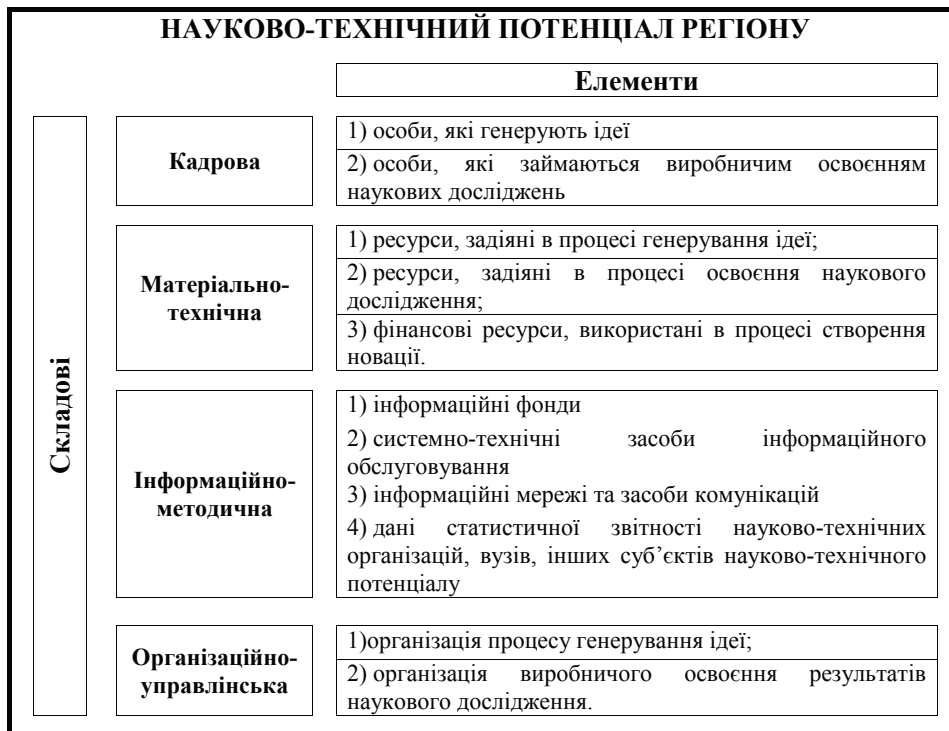 НАУКОВО-ТЕХНІЧНИЙ ПОТЕНЦІАЛ РЕГІОНУ
Елементи
Складові
Кадрова
1) особи, які генерують ідеї
2) особи, які займаються виробничим освоєнням
наукових досліджень
Матеріально-
технічна
1) ресурси, задіяні в процесі генерування ідеї;
2) ресурси, задіяні в процесі освоєння наукового
дослідження;
3) фінансові ресурси, використані в процесі створення
новації.
Інформаційно-
методична
1) інформаційні фонди
2) системно-технічні засоби інформаційного
обслуговування
3) інформаційні мережі та засоби комунікацій
4) дані статистичної звітності науково-технічних
організацій, вузів, інших суб’єктів науково-технічного
потенціалу
Організаційно-
управлінська
1)організація процесу генерування ідеї;
2) організація виробничого освоєння результатів
наукового дослідження.